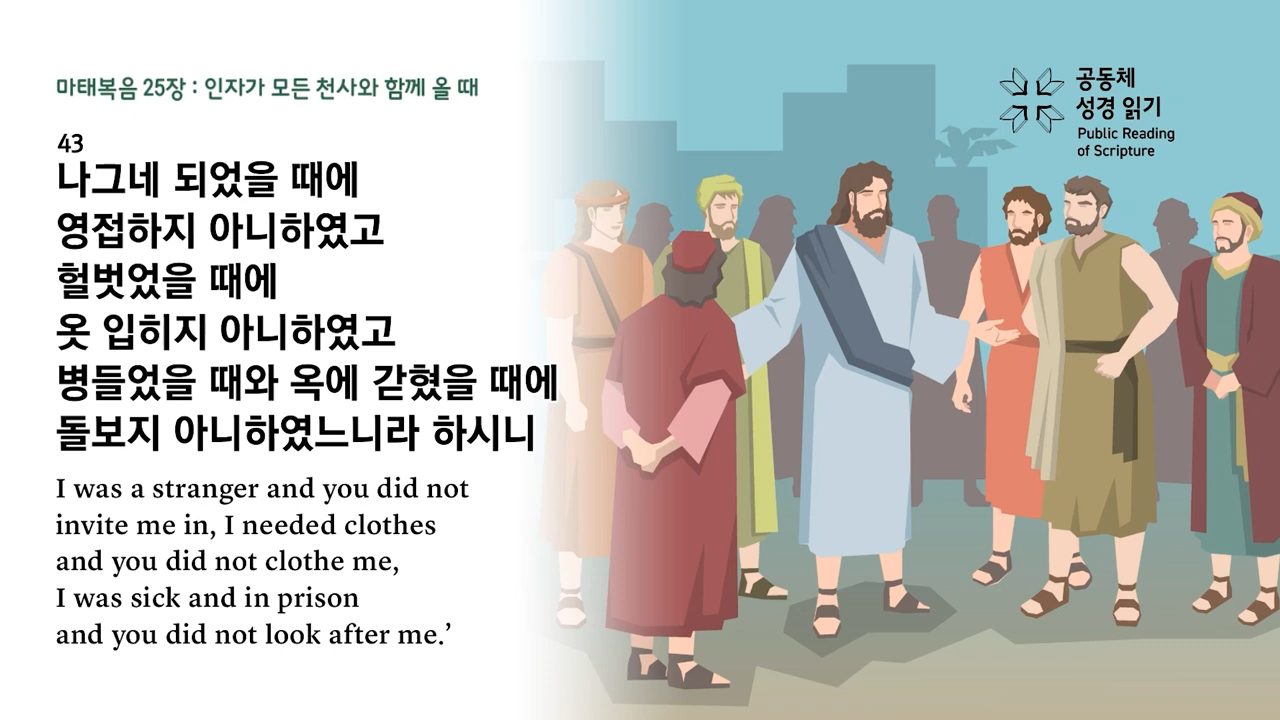 마태복음 25장 : 인자가 모든 천사와 함께 올 때
43
나그네 되었을 때에
영접하지 아니하였고
헐벗었을 때에
옷 입히지 아니하였고
병들었을 때와 옥에 갇혔을 때에
돌보지 아니하였느니라 하시니
I was a stranger and you did not
invite me in, I needed clothes
and you did not clothe me,
I was sick and in prison
and you did not look after me.’
공동체
성경 읽기
Public Reading
of Scripture